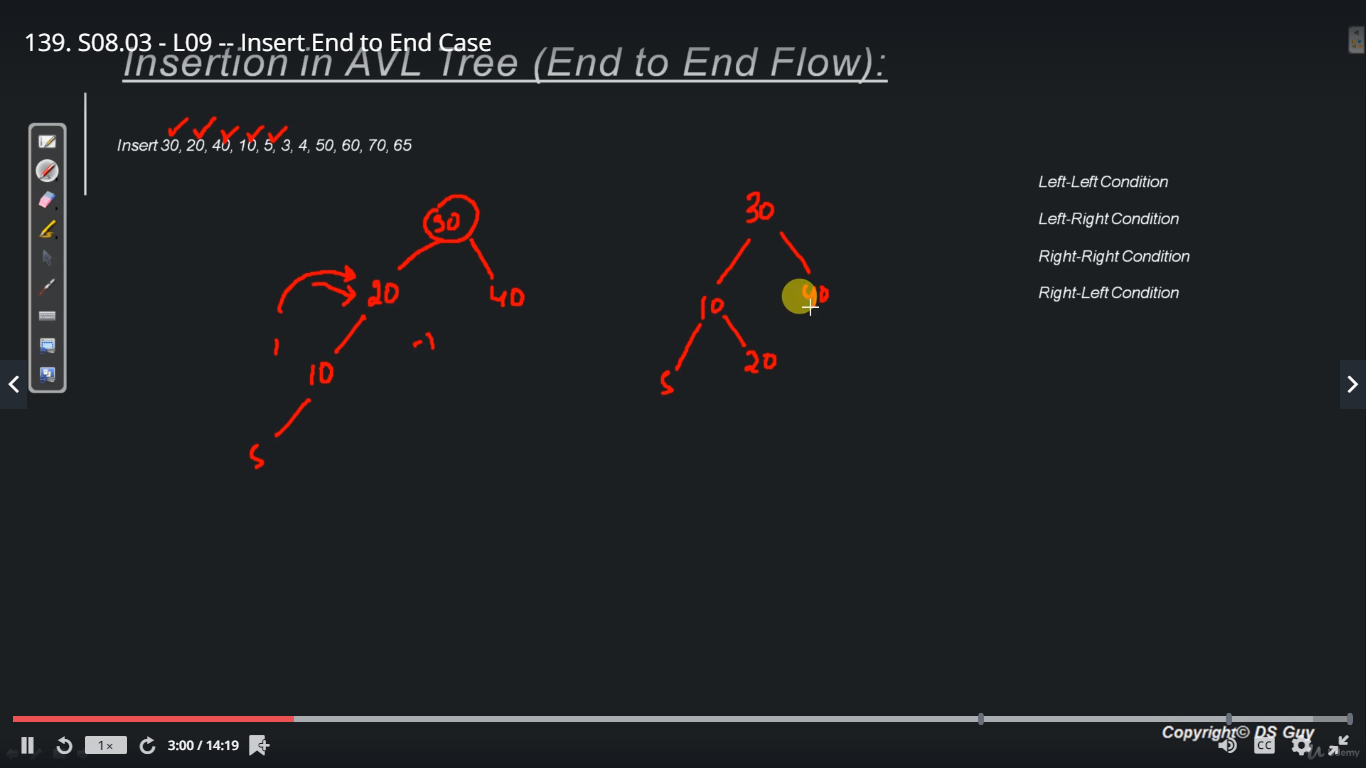 139. S08.03 - L09 -- Insert End to End Case
Insertion in AVL Tree (End to End Flow):
Insert 30, 20, 40, 10, 5, 3, 4, 50, 60, 70, 65
Left-Left Condition
Left-Right Condition
Right-Right Condition
Right-Left Condition
30
30
20
40
10
40
1
-1
10
20
5
5
Copyright© DS Guy
1×
3:00 / 14:19
CC